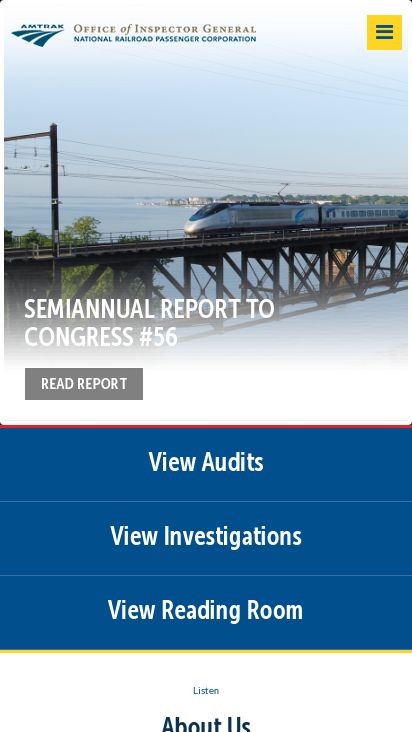 AMTRAK
OFFICE OF INSPECTOR GENERAL
NATIONAL RAILROAD PASSENGER CORPORATION
SEMIANNUAL REPORT TO
CONGRESS #56
READ REPORT
View Audits
View Investigations
View Reading Room
Listen
About Us